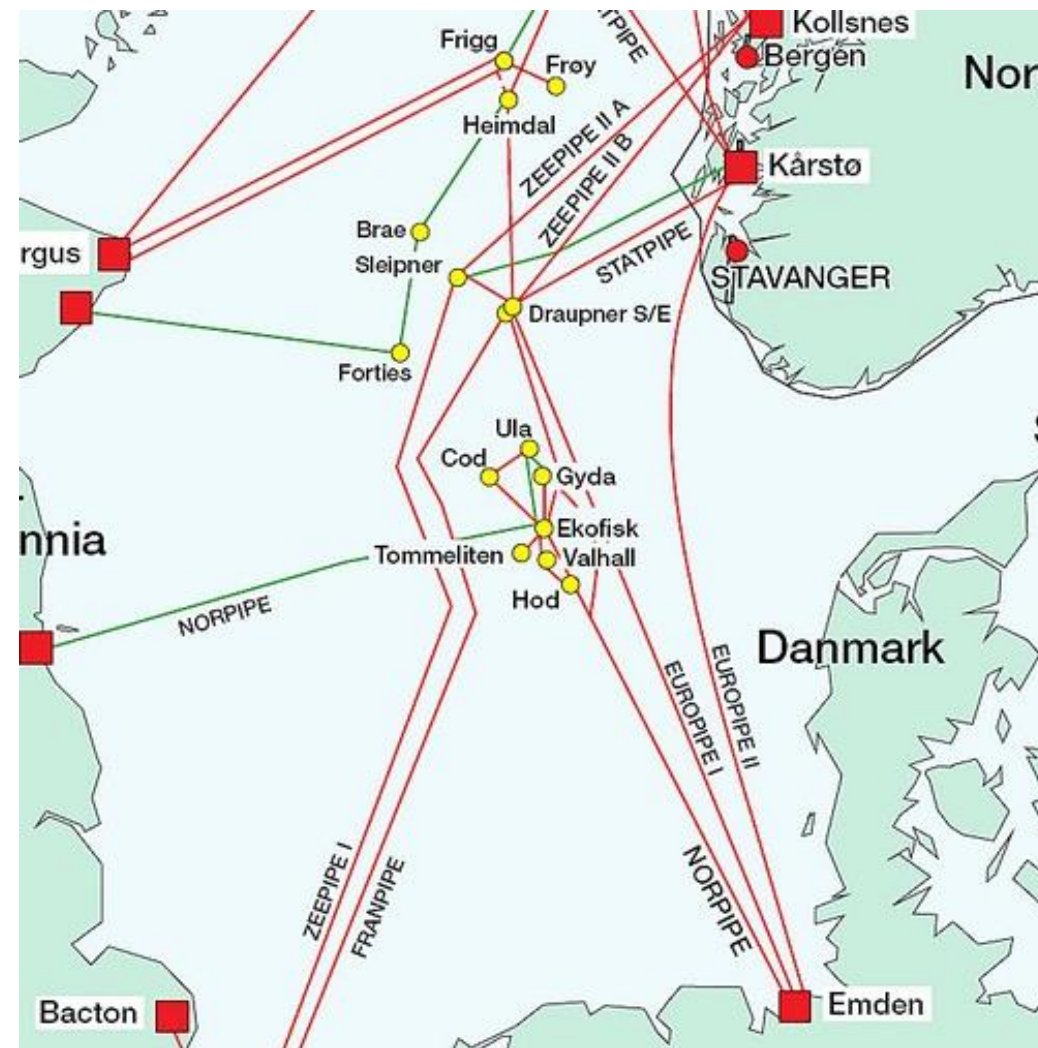 Kollsnes
Frigg
TATPIPE
Bergen
Frøy
Nor
Heimdal
ZEEPIPE II A
Kårstø
ZEEPIPE II B
Brae
rgus
STATPIPE
Sleipner
STAVANGER
Draupner S/E
Forties
Ula
Cod
Gyda
Ekofisk
nnia
Tommeliten
Valhall
Hod
NORPIPE
Danmark
EUROPIPE I
EUROPIPE II
ZEEPIPE I
FRANPIPE
NORPIPE
Emden
Bacton